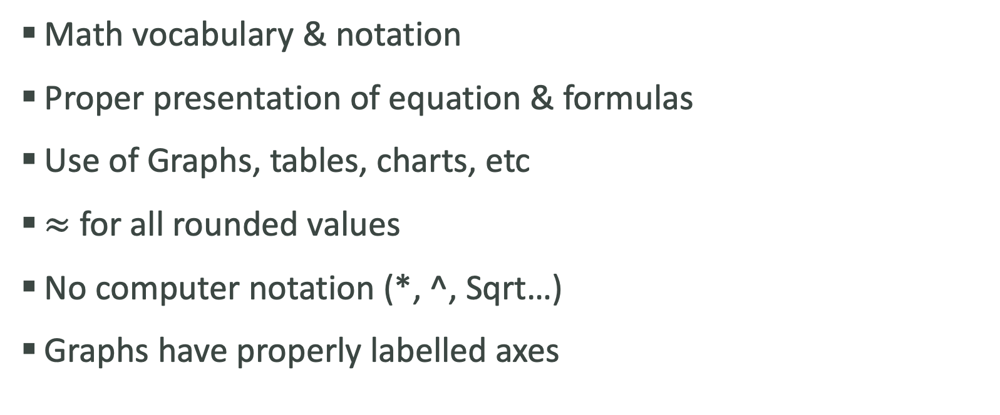 ▪ Math vocabulary & notation
▪ Proper presentation of equation & formulas
▪ Use of Graphs, tables, charts, etc
▪ ≈ for all rounded values
▪ No computer notation (*, ^, Sqrt…)
▪ Graphs have properly labelled axes